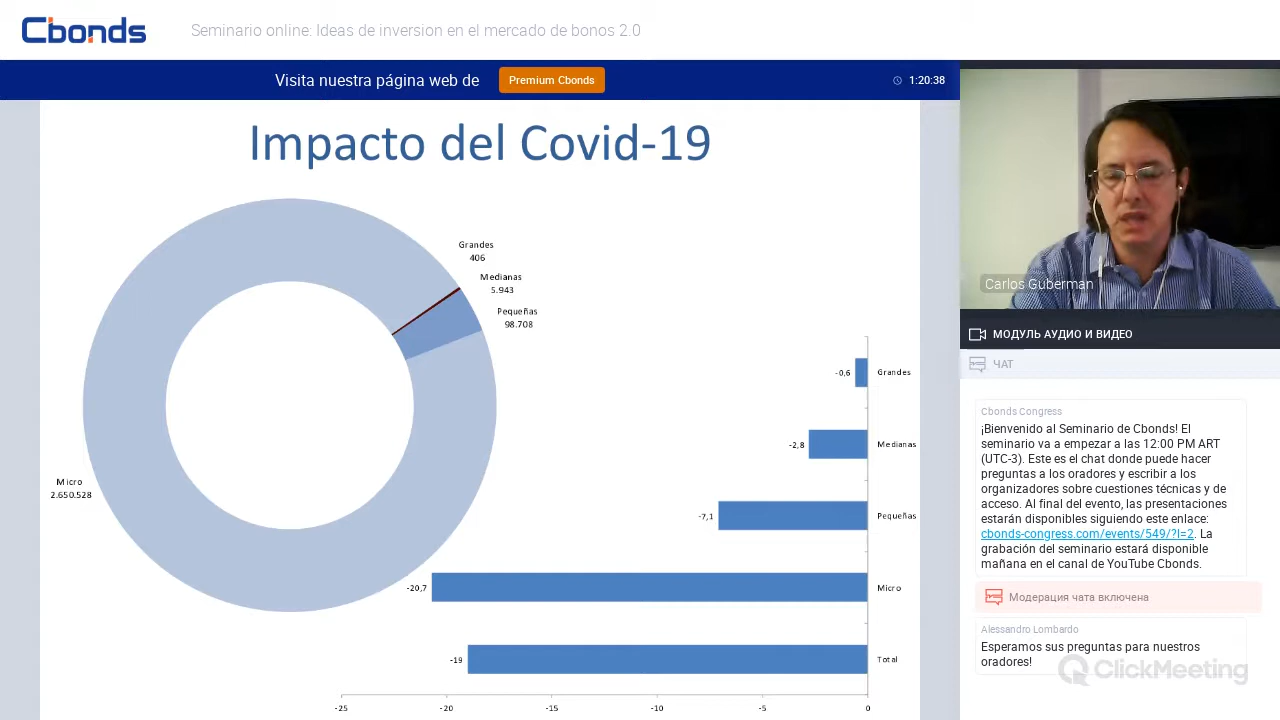 Cbonds
Seminario online: Ideas de inversion en el mercado de bonos 2.0
Visita nuestra página web de
Premium Cbonds
1:20:38
Impacto del Covid-19
Grandes
406
Medianas
5.943
Pequeñas
98.708
Micro
2.650.528
-0,6
Grandes
-2,8
Medianas
-7,1
Pequeñas
-20,7
Micro
-19
Total
-25
-20
-15
-10
-5
0
Carlos Guberman
МОДУЛЬ АУДИО И ВИДЕО
ЧАТ
Cbonds Congress
¡Bienvenido al Seminario de Cbonds! El
seminario va a empezar a las 12:00 PM ART
(UTC-3). Este es el chat donde puede hacer
preguntas a los oradores y escribir a los
organizadores sobre cuestiones técnicas y de
acceso. Al final del evento, las presentaciones
estarán disponibles siguiendo este enlace:
cbonds-congress.com/events/549/?l=2. La
grabación del seminario estará disponible
mañana en el canal de YouTube Cbonds.
Модерация чата включена
Alessandro Lombardo
Esperamos sus preguntas para nuestros
oradores!
ClickMeeting